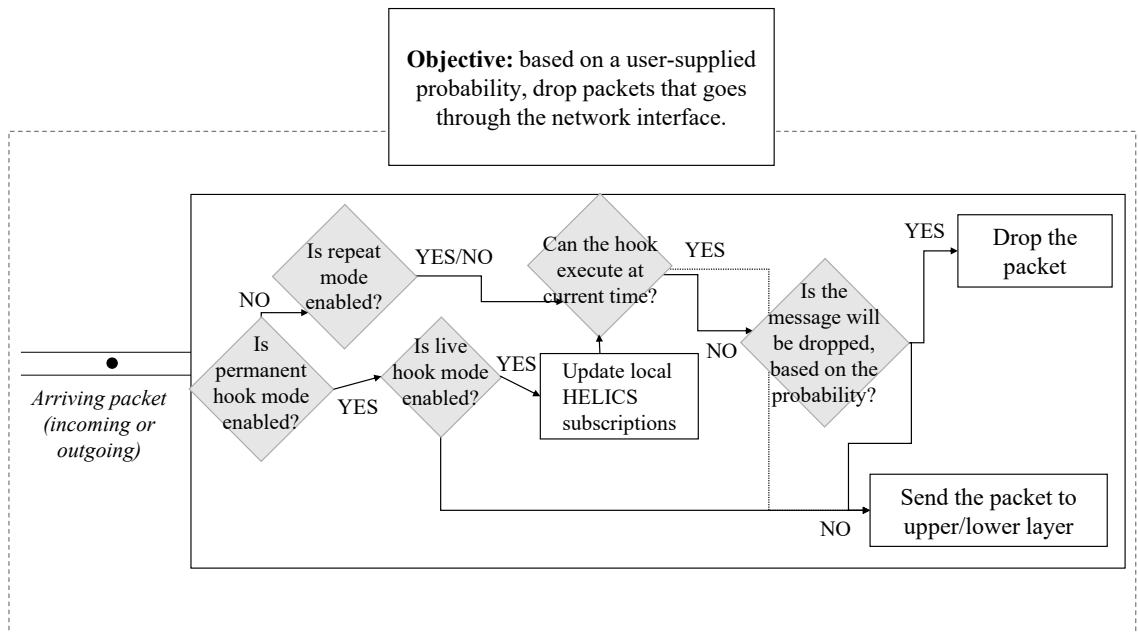 Objective: based on a user-supplied
probability, drop packets that goes
through the network interface.
Arriving packet
(incoming or
outgoing)
Is
permanent
hook mode
enabled?
NO
YES
Is repeat
mode
enabled?
YES/NO
Is live
hook mode
enabled?
YES
Update local
HELICS
subscriptions
Can the hook
execute at
current time?
YES
NO
Is the
message will
be dropped,
based on the
probability?
YES
Drop the
packet
NO
Send the packet to
upper/lower layer